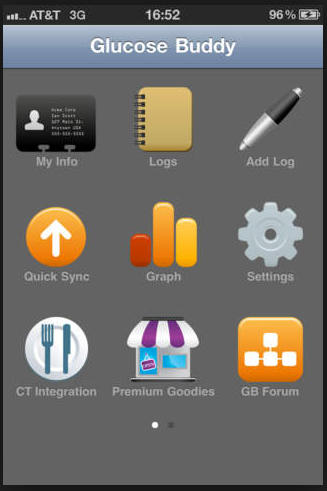 AT&T 3G 16:52 96%
Glucose Buddy
My Info Logs Add Log
Quick Sync Graph Settings
CT Integration Premium Goodies GB Forum